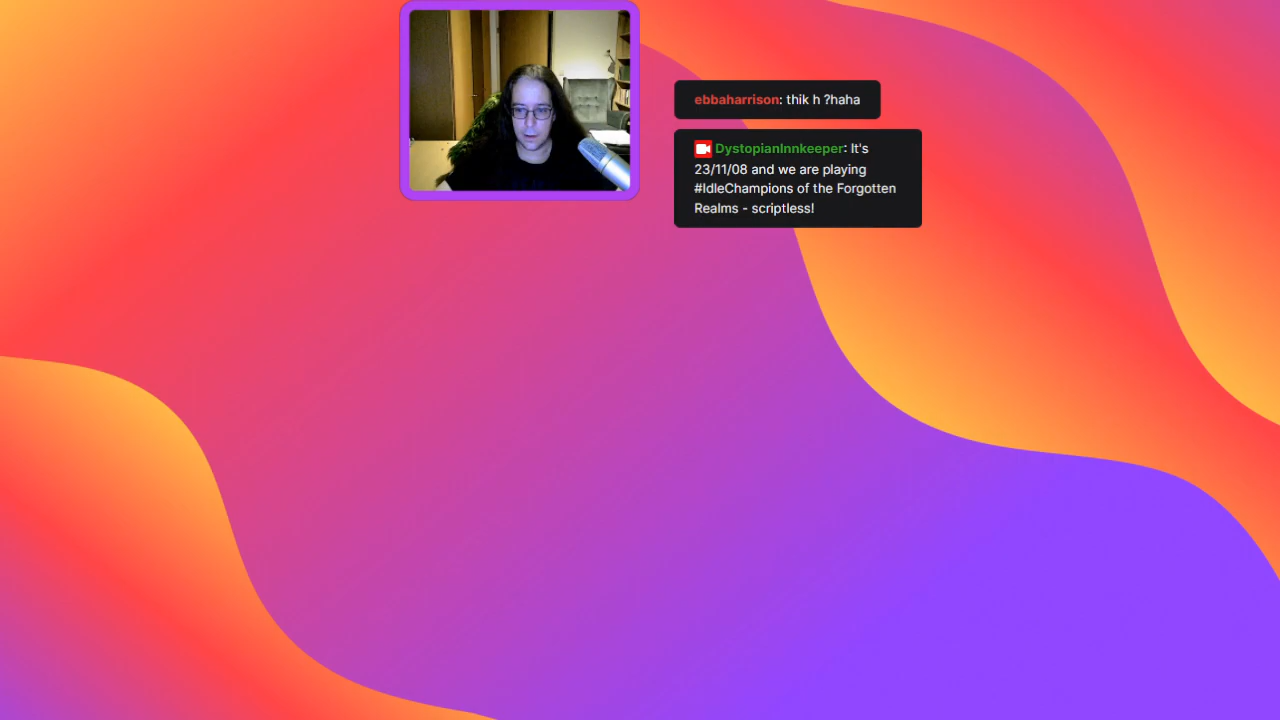 ebbaharrison: thik h ?haha
DystopianInnkeeper: It's
23/11/08 and we are playing
#IdleChampions of the Forgotten
Realms - scriptless!